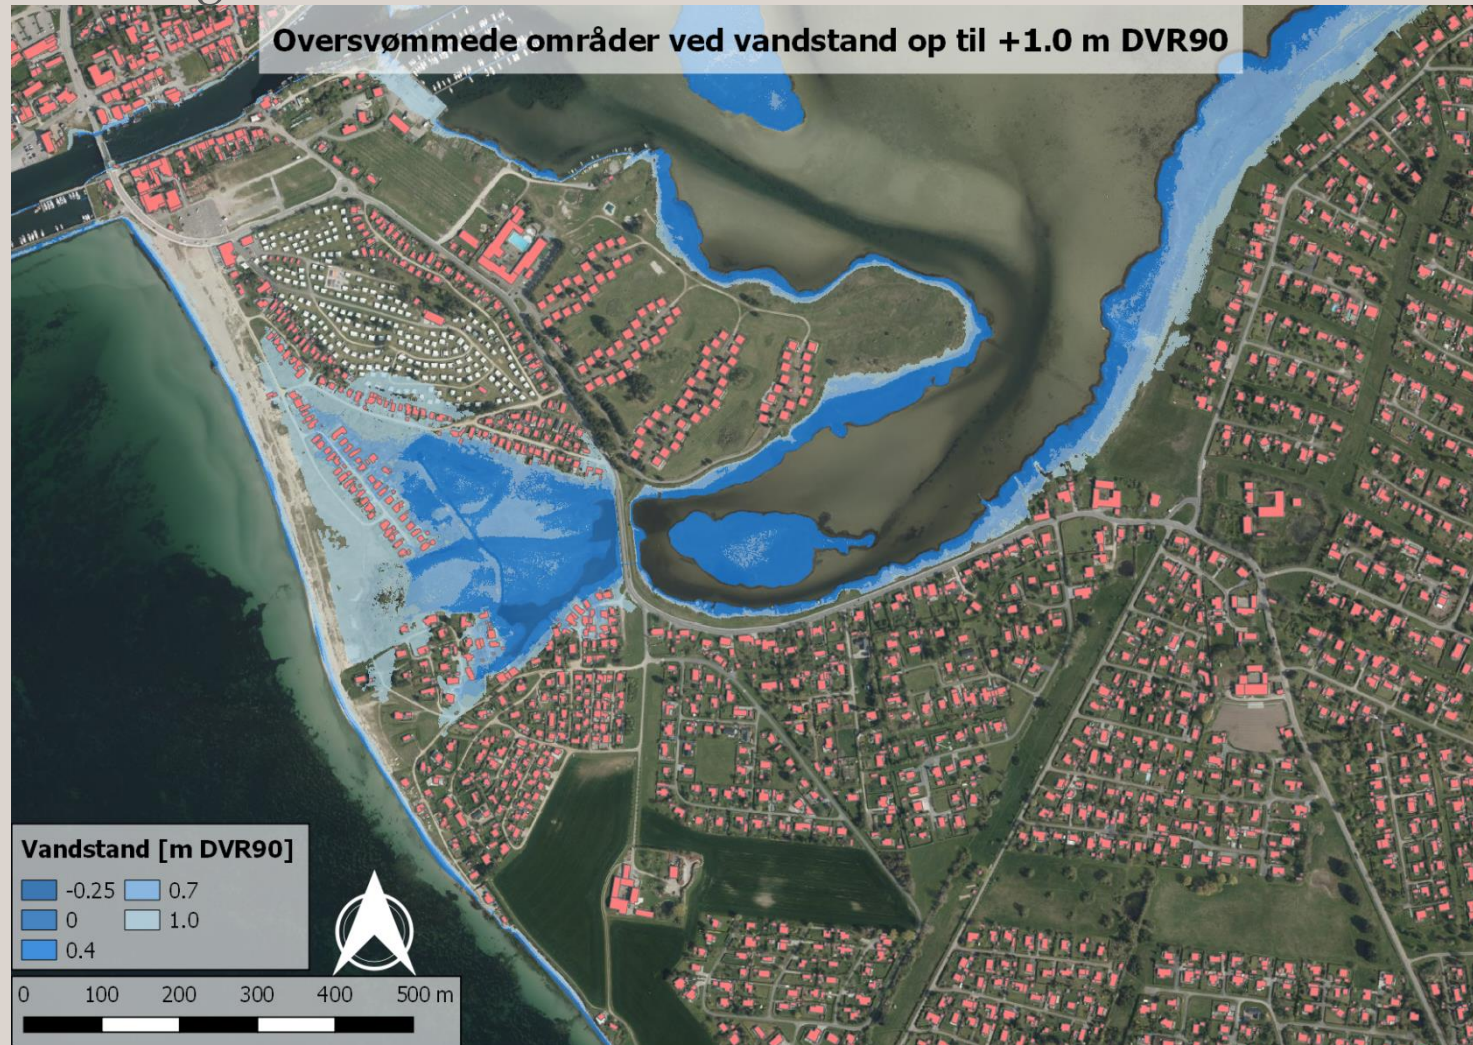 Oversvømmede områder ved vandstand op til +1.0 m DVR90
Vandstand [m DVR90]
-0.25 0.7
0 1.0
0.4
0 100 200 300 400 500 m